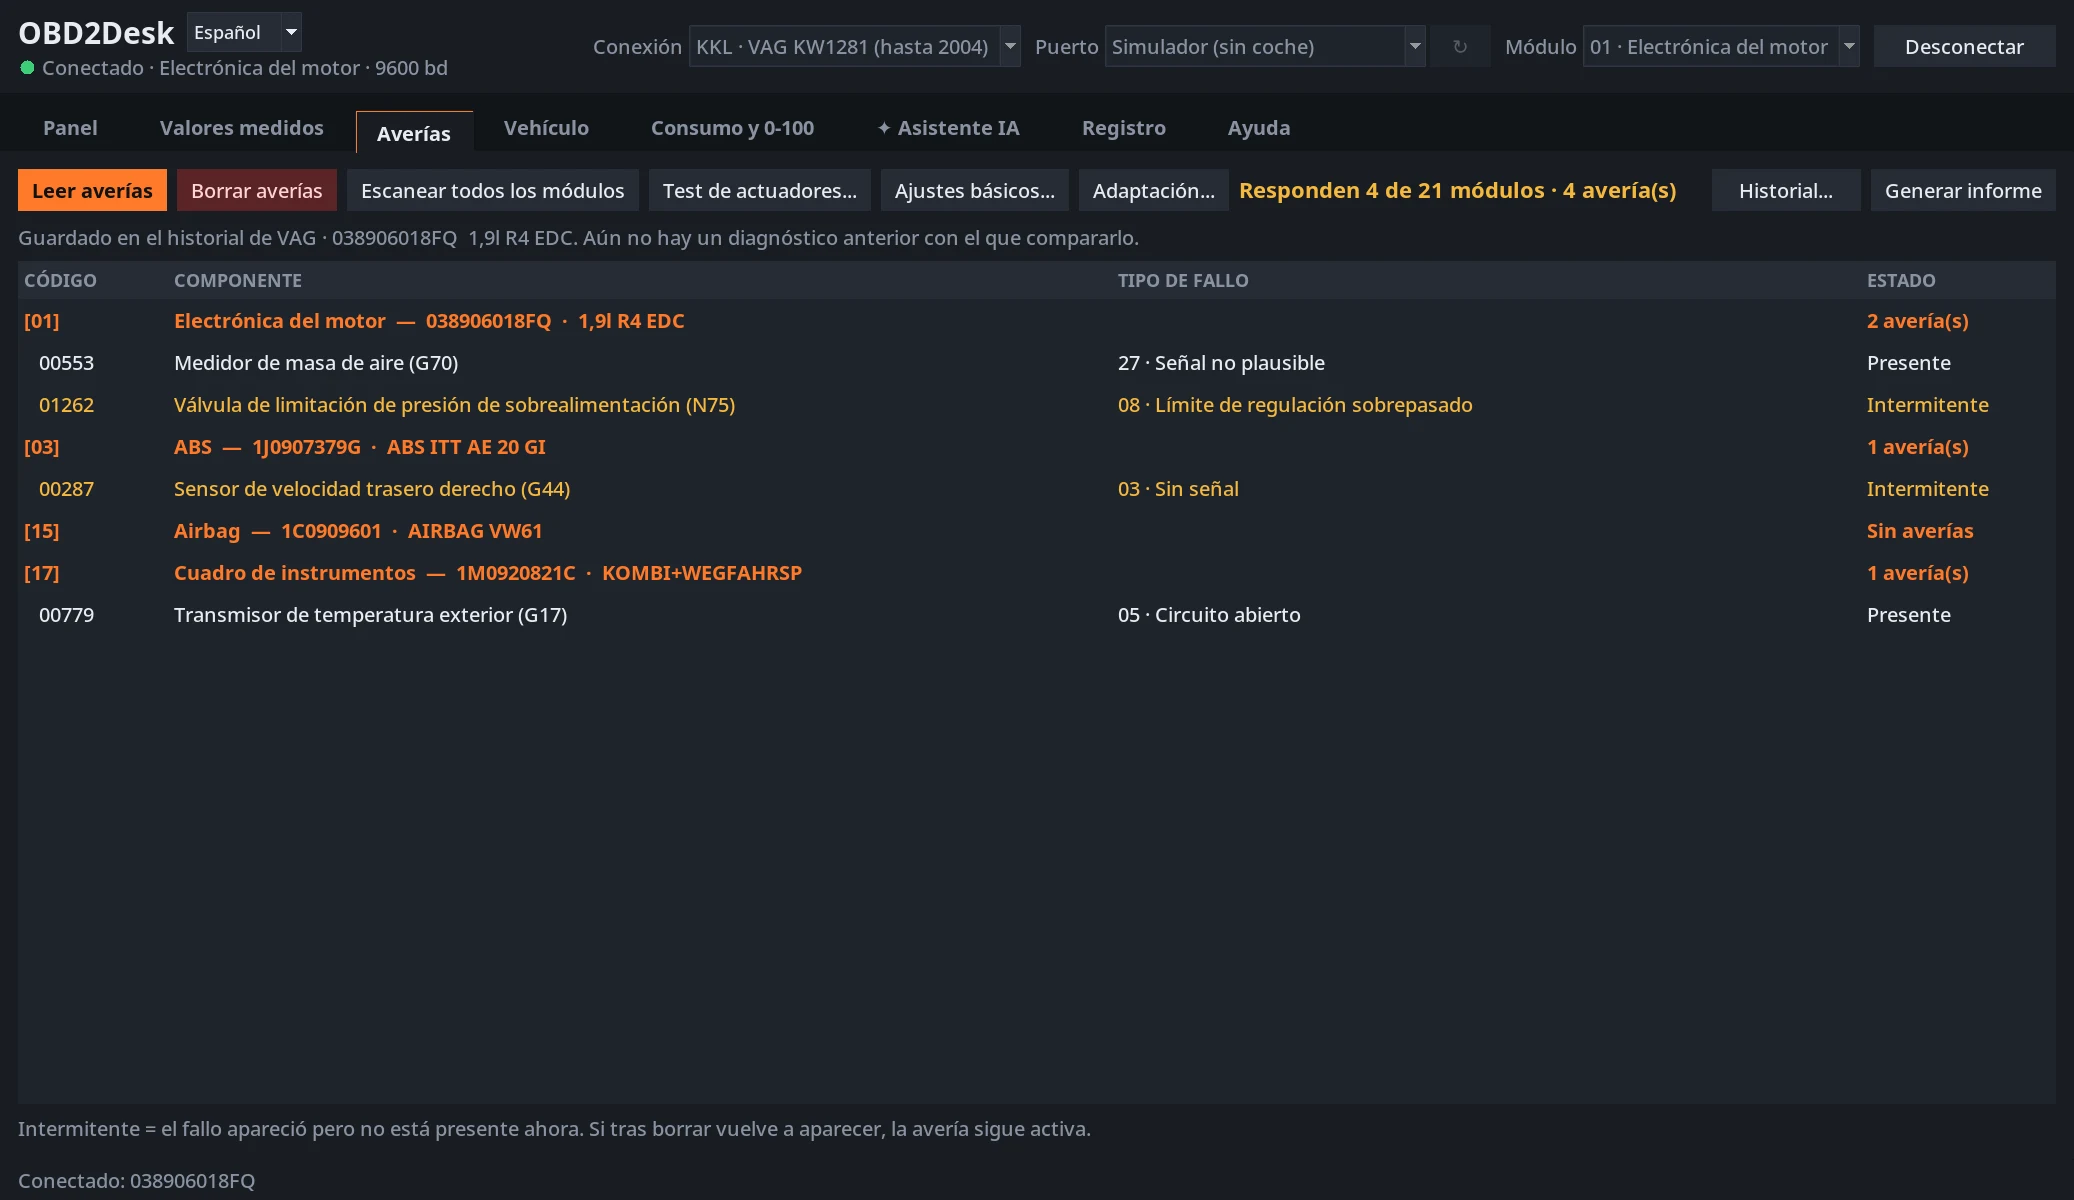 OBD2Desk Español
Conexión KKL · VAG KW1281 (hasta 2004) Puerto Simulador (sin coche) ↻ Módulo 01 · Electrónica del motor Desconectar
Conectado · Electrónica del motor · 9600 bd
Panel Valores medidos Averías Vehículo Consumo y 0-100 ✦ Asistente IA Registro Ayuda
Leer averías Borrar averías Escanear todos los módulos Test de actuadores... Ajustes básicos... Adaptación... Responden 4 de 21 módulos · 4 avería(s) Historial... Generar informe
Guardado en el historial de VAG · 038906018FQ 1,9l R4 EDC. Aún no hay un diagnóstico anterior con el que compararlo.
CÓDIGO COMPONENTE TIPO DE FALLO ESTADO
[01] Electrónica del motor — 038906018FQ · 1,9l R4 EDC 2 avería(s)
00553 Medidor de masa de aire (G70) 27 · Señal no plausible Presente
01262 Válvula de limitación de presión de sobrealimentación (N75) 08 · Límite de regulación sobrepasado Intermitente
[03] ABS — 1J0907379G · ABS ITT AE 20 GI 1 avería(s)
00287 Sensor de velocidad trasero derecho (G44) 03 · Sin señal Intermitente
[15] Airbag — 1C0909601 · AIRBAG VW61 Sin averías
[17] Cuadro de instrumentos — 1M0920821C · KOMBI+WEGFAHRSP 1 avería(s)
00779 Transmisor de temperatura exterior (G17) 05 · Circuito abierto Presente
Intermitente = el fallo apareció pero no está presente ahora. Si tras borrar vuelve a aparecer, la avería sigue activa.
Conectado: 038906018FQ